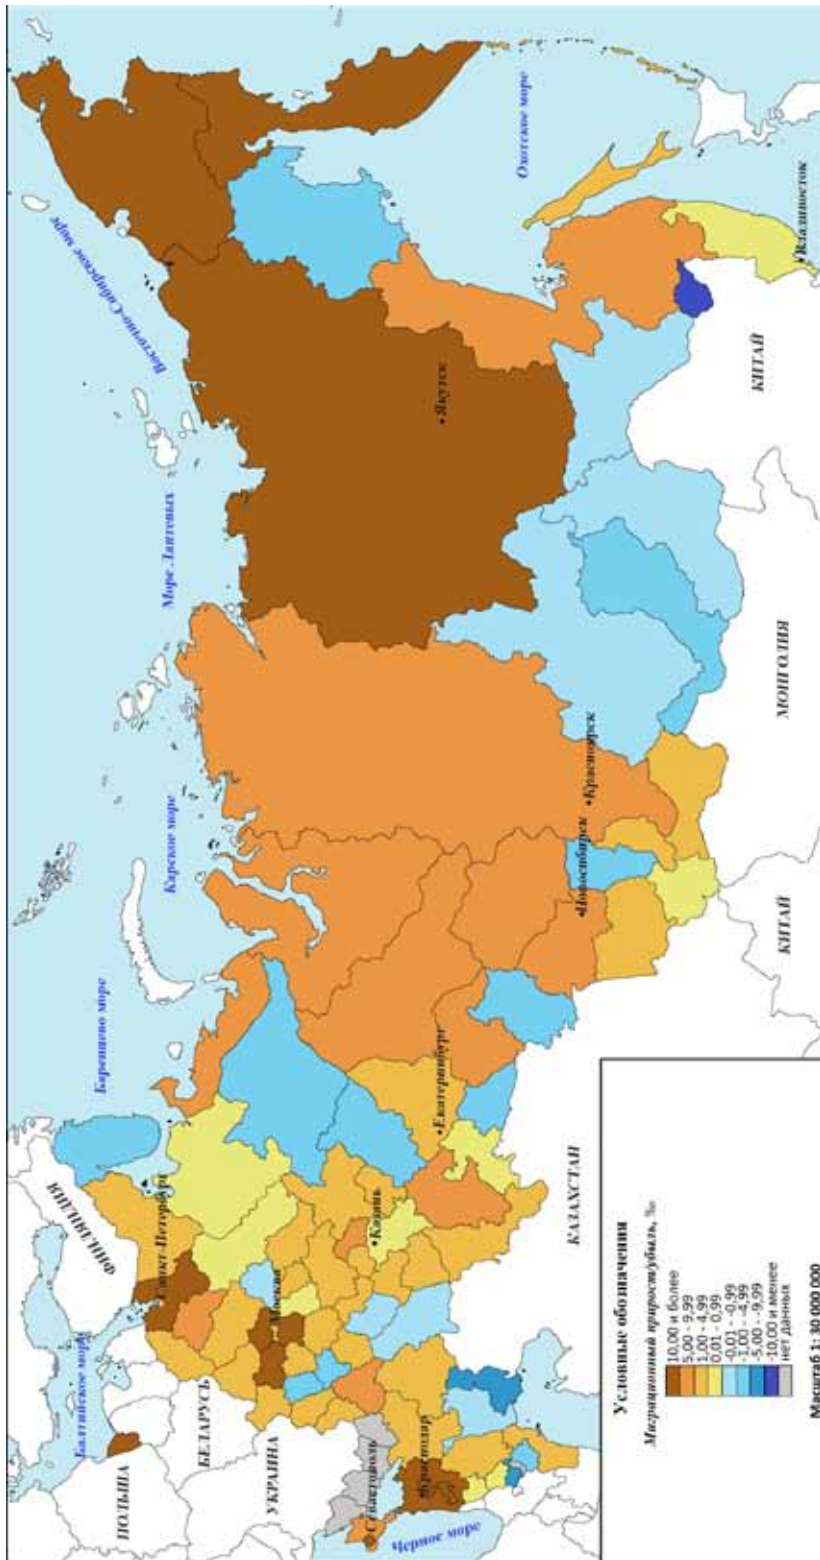 Балтийское море
Баренцево море
Карское море
Море Лаптевых
Восточно-Сибирское море
Охотское море
Черное море
ПОЛЬША
БЕЛАРУСЬ
УКРАИНА
ФИНЛЯНДИЯ
КАЗАХСТАН
КИТАЙ
МОНГОЛИЯ
КИТАЙ
Санкт-Петербург
Москва
Казань
Екатеринбург
Севастополь
Краснодар
Новосибирск
Красноярск
Якутск
Владивосток
Условные обозначения
Миграционный прирост/убыль, ‰
10,00 и более
5,00 - 9,99
1,00 - 4,99
0,01 - 0,99
-0,01 - -0,99
-1,00 - -4,99
-5,00 - -9,99
-10,00 и менее
нет данных
Масштаб 1: 30 000 000